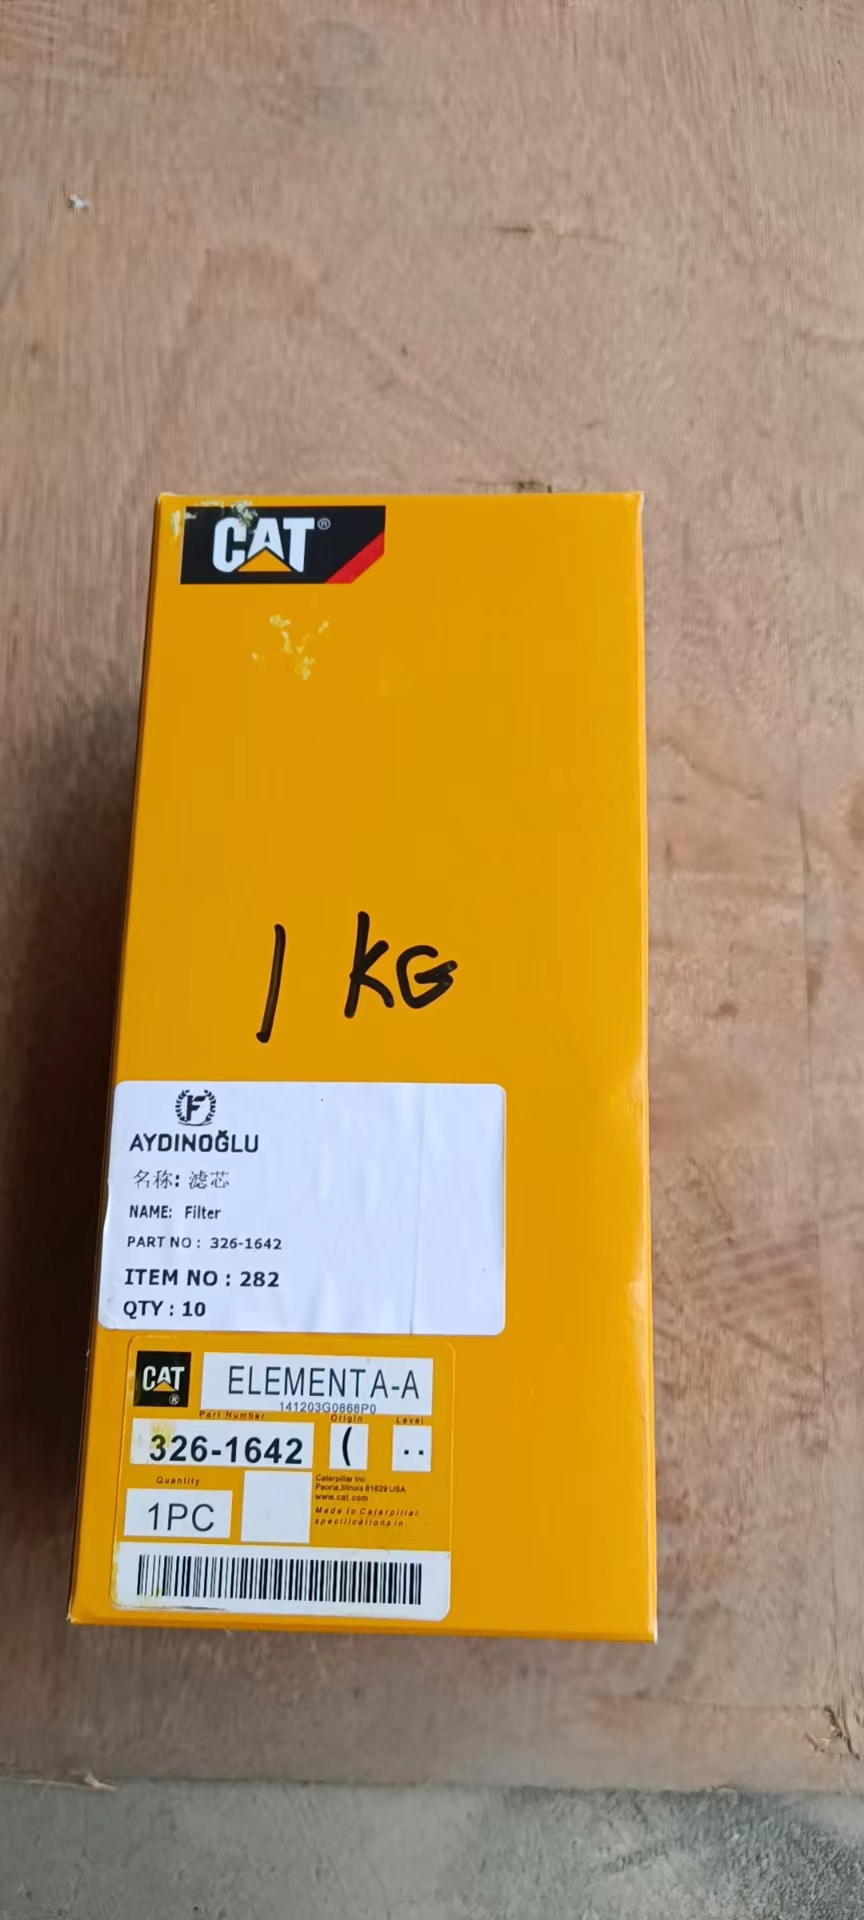 CAT®
1 KG
F
AYDINOĞLU
名称: 滤芯
NAME: Filter
PART NO : 326-1642
ITEM NO : 282
QTY : 10
CAT® ELEMENT A-A
141203G0868P0
Part Number Origin Level
326-1642 ( ..
Quantity
1PC
Caterpillar Inc.
Peoria, Illinois 61629 USA
www.cat.com
Made to Caterpillar
specifications in